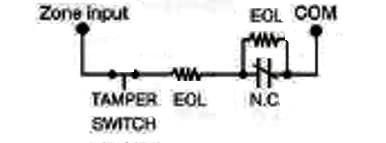 Zone input
EOL COM
TAMPER EOL N.C
SWITCH